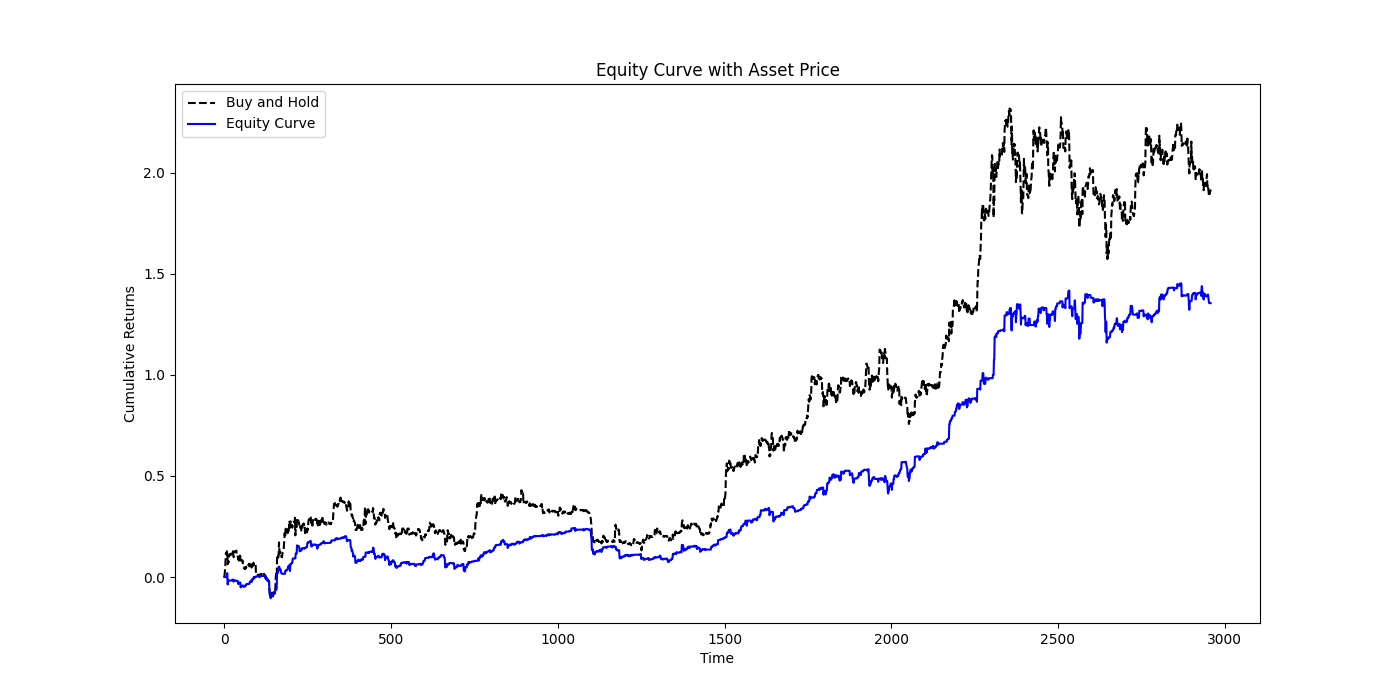 Equity Curve with Asset Price
Buy and Hold
Equity Curve
Cumulative Returns
2.0
1.5
1.0
0.5
0.0
0 500 1000 1500 2000 2500 3000
Time